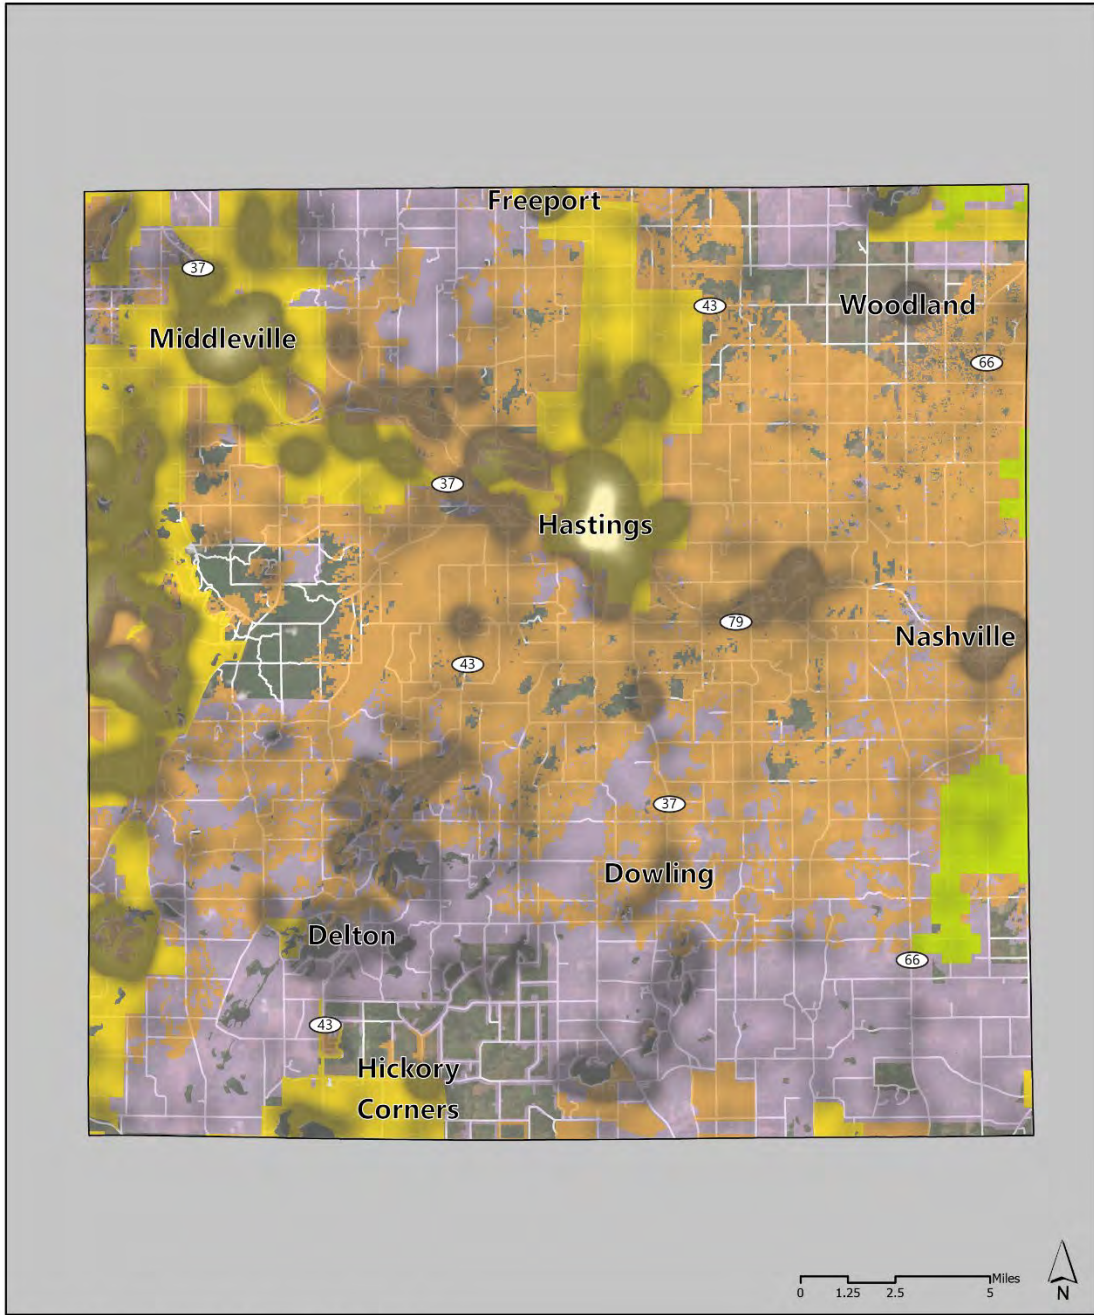 Freeport
37
43
Woodland
Middleville
66
37
Hastings
79
Nashville
43
37
Dowling
Delton
66
43
Hickory
Corners
Miles
0 1.25 2.5 5
N